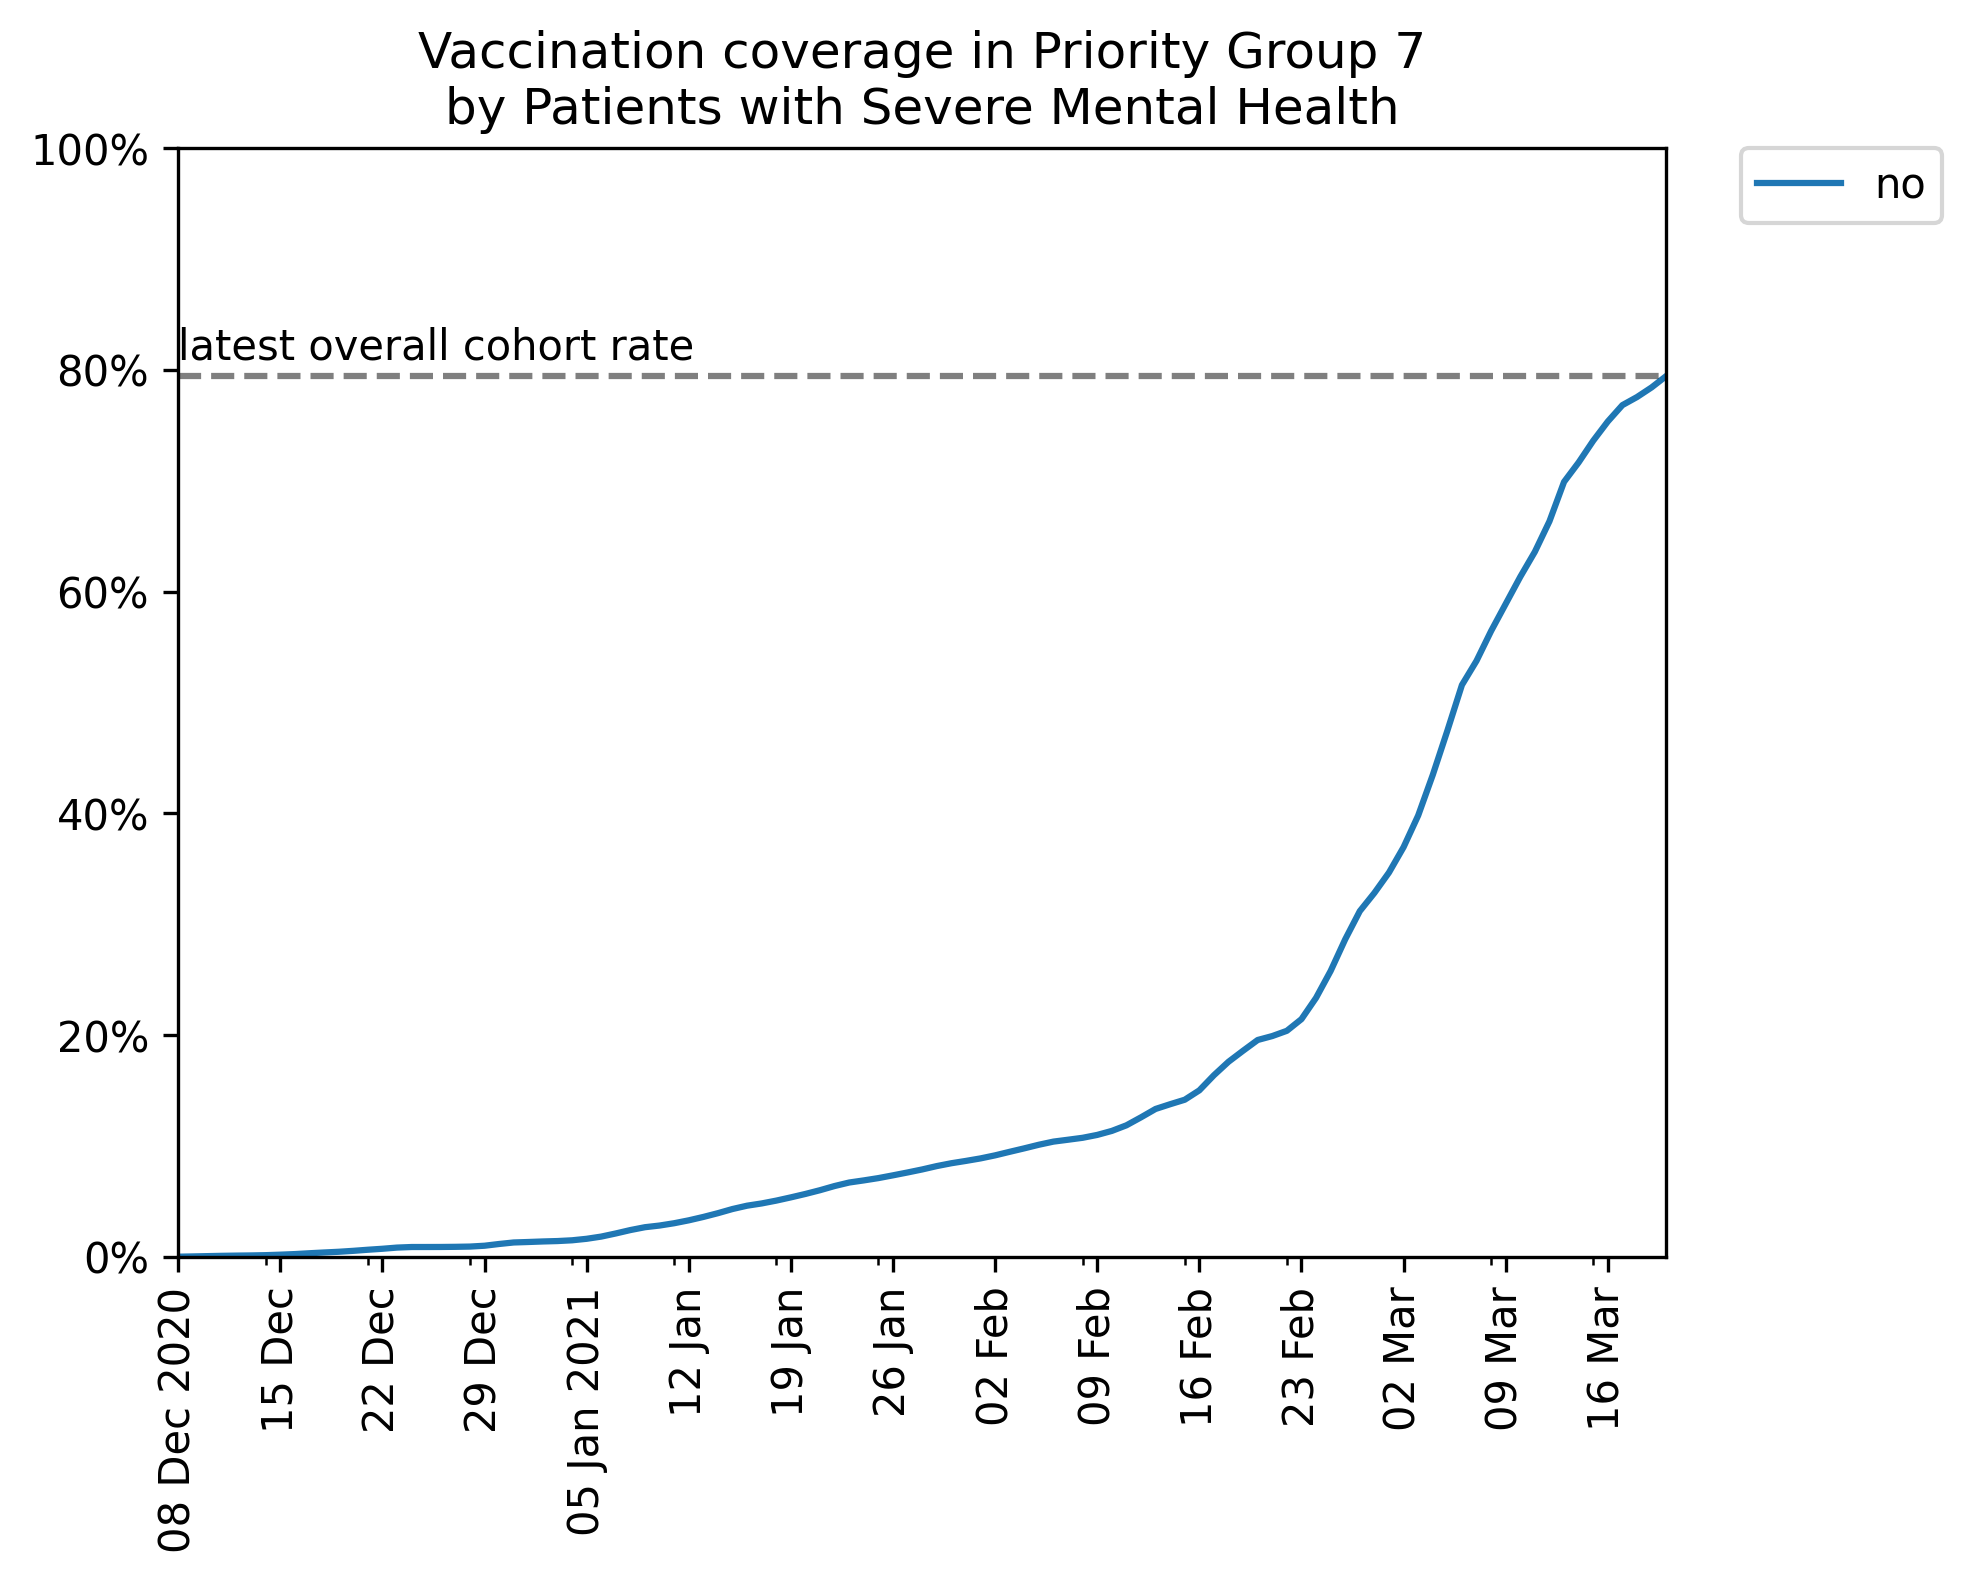 Vaccination coverage in Priority Group 7
by Patients with Severe Mental Health
100%
no
latest overall cohort rate
80%
60%
40%
20%
0%
08 Dec 2020
15 Dec
22 Dec
29 Dec
05 Jan 2021
12 Jan
19 Jan
26 Jan
02 Feb
09 Feb
16 Feb
23 Feb
02 Mar
09 Mar
16 Mar